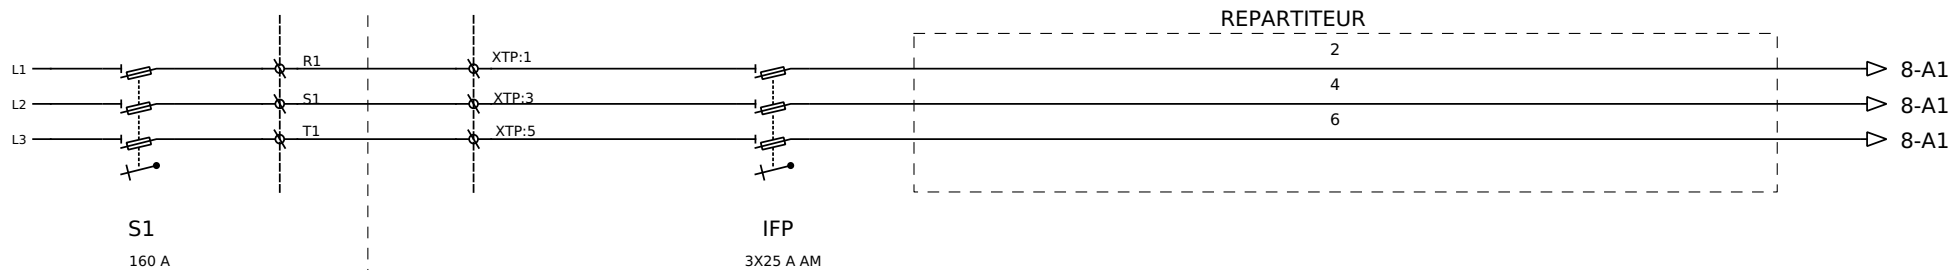 REPARTITEUR
L1 R1 XTP:1 2 8-A1
L2 S1 XTP:3 4 8-A1
L3 T1 XTP:5 6 8-A1
S1 IFP
160 A 3X25 A AM